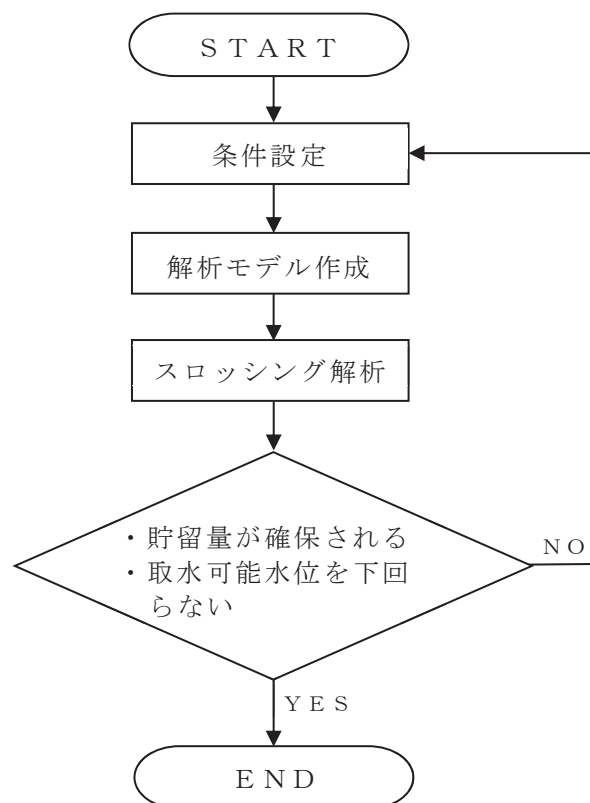 START
条件設定
解析モデル作成
スロッシング解析
・貯留量が確保される
・取水可能水位を下回
らない
NO
YES
END